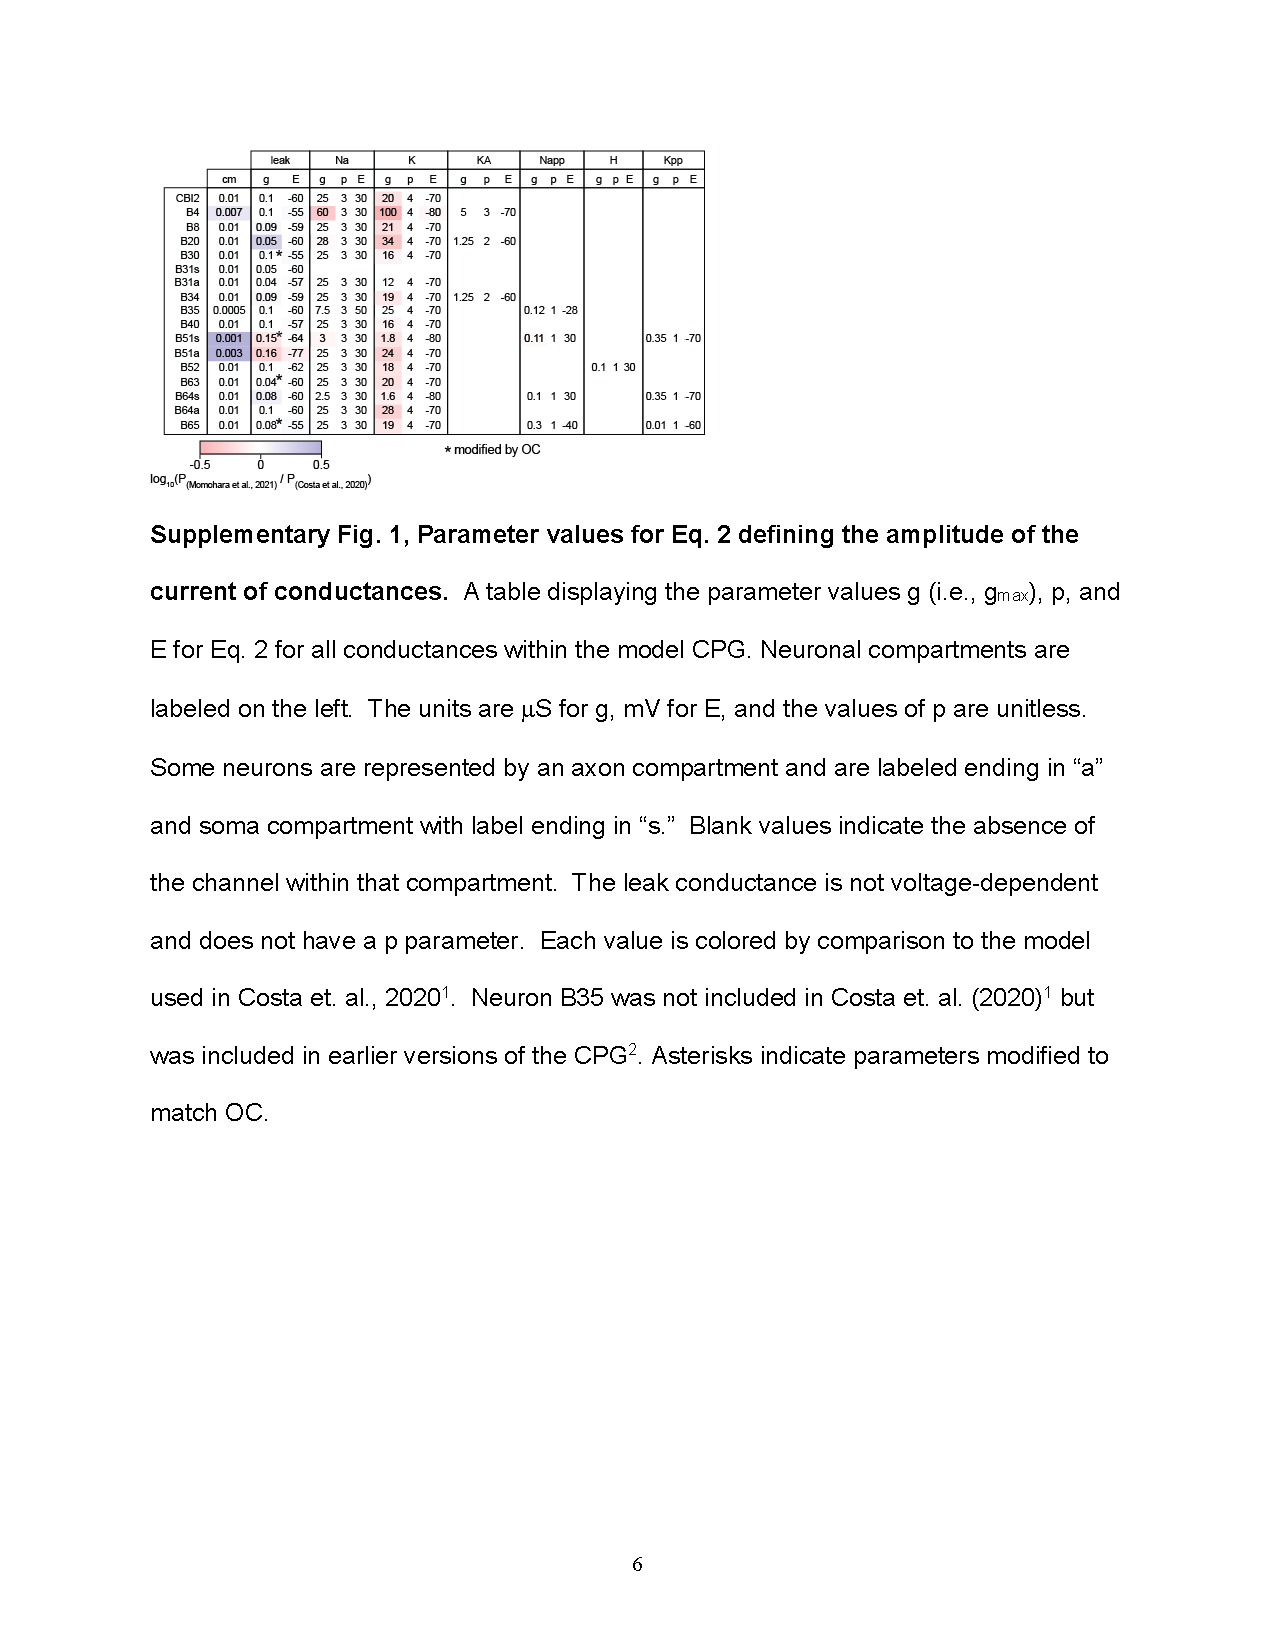 leak Na K KA Napp H Kpp
cm g E g p E g p E g p E g p E g p E g p E
CBI2 0.01 0.1 -60 25 3 30 20 4 -70
B4 0.007 0.1 -55 60 3 30 100 4 -80 5 3 -70
B8 0.01 0.09 -59 25 3 30 21 4 -70
B20 0.01 0.05 -60 28 3 30 34 4 -70 1.25 2 -60
B30 0.01 0.1* -55 25 3 30 16 4 -70
B31s 0.01 0.05 -60
B31a 0.01 0.04 -57 25 3 30 12 4 -70
B34 0.01 0.09 -59 25 3 30 19 4 -70 1.25 2 -60
B35 0.0005 0.1 -60 7.5 3 50 25 4 -70 0.12 1 -28
B40 0.01 0.1 -57 25 3 30 16 4 -70
B51s 0.001 0.15* -64 3 3 30 1.8 4 -80 0.11 1 30 0.35 1 -70
B51a 0.003 0.16 -77 25 3 30 24 4 -70
B52 0.01 0.1 -62 25 3 30 18 4 -70 0.1 1 30
B63 0.01 0.04* -60 25 3 30 20 4 -70
B64s 0.01 0.08 -60 2.5 3 30 1.6 4 -80 0.1 1 30 0.35 1 -70
B64a 0.01 0.1 -60 25 3 30 28 4 -70
B65 0.01 0.08* -55 25 3 30 19 4 -70 0.3 1 -40 0.01 1 -60
* modified by OC
-0.5 0 0.5
log10(P(Momohara et al., 2021) / P(Costa et al., 2020))
Supplementary Fig. 1, Parameter values for Eq. 2 defining the amplitude of the
current of conductances. A table displaying the parameter values g (i.e., gmax), p, and
E for Eq. 2 for all conductances within the model CPG. Neuronal compartments are
labeled on the left. The units are μS for g, mV for E, and the values of p are unitless.
Some neurons are represented by an axon compartment and are labeled ending in “a”
and soma compartment with label ending in “s.” Blank values indicate the absence of
the channel within that compartment. The leak conductance is not voltage-dependent
and does not have a p parameter. Each value is colored by comparison to the model
used in Costa et. al., 2020¹. Neuron B35 was not included in Costa et. al. (2020)¹ but
was included in earlier versions of the CPG². Asterisks indicate parameters modified to
match OC.
6